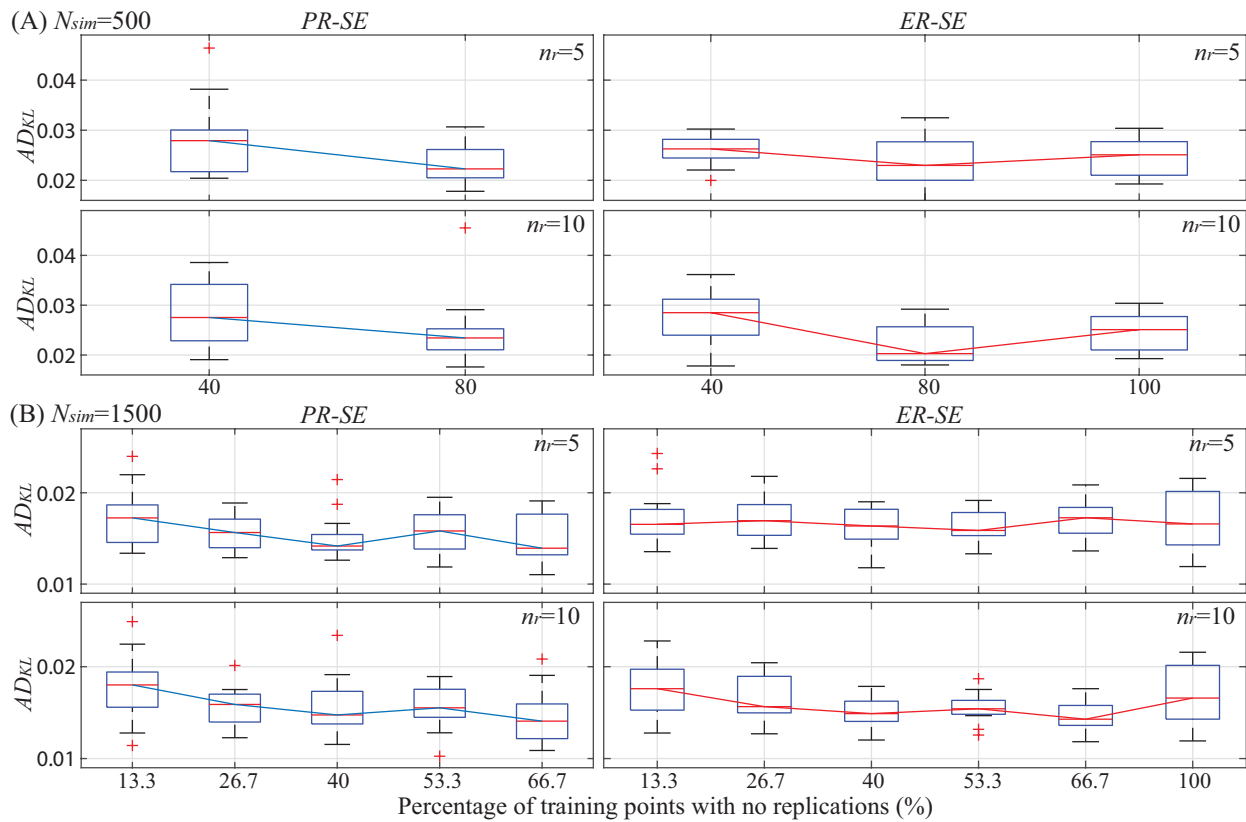 (A) Nsim=500 PR-SE ER-SE
nr=5 nr=5
0.04
0.03
0.02
ADKL
nr=10 nr=10
0.04
0.03
0.02
ADKL
40 80 40 80 100
(B) Nsim=1500 PR-SE ER-SE
nr=5 nr=5
0.02
0.01
ADKL
nr=10 nr=10
0.02
0.01
ADKL
13.3 26.7 40 53.3 66.7 13.3 26.7 40 53.3 66.7 100
Percentage of training points with no replications (%)